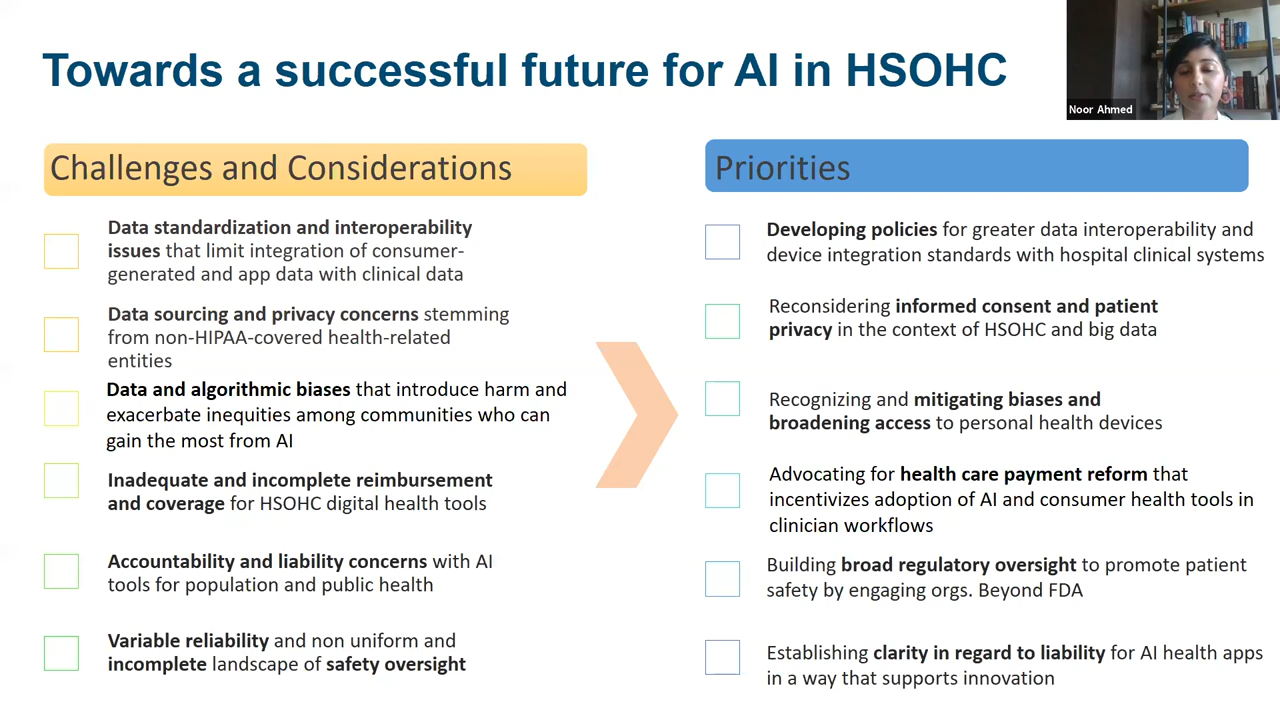 Towards a successful future for AI in HSOHC
Noor Ahmed
Challenges and Considerations
Data standardization and interoperability
issues that limit integration of consumer-
generated and app data with clinical data
Data sourcing and privacy concerns stemming
from non-HIPAA-covered health-related
entities
Data and algorithmic biases that introduce harm and
exacerbate inequities among communities who can
gain the most from AI
Inadequate and incomplete reimbursement
and coverage for HSOHC digital health tools
Accountability and liability concerns with AI
tools for population and public health
Variable reliability and non uniform and
incomplete landscape of safety oversight
Priorities
Developing policies for greater data interoperability and
device integration standards with hospital clinical systems
Reconsidering informed consent and patient
privacy in the context of HSOHC and big data
Recognizing and mitigating biases and
broadening access to personal health devices
Advocating for health care payment reform that
incentivizes adoption of AI and consumer health tools in
clinician workflows
Building broad regulatory oversight to promote patient
safety by engaging orgs. Beyond FDA
Establishing clarity in regard to liability for AI health apps
in a way that supports innovation